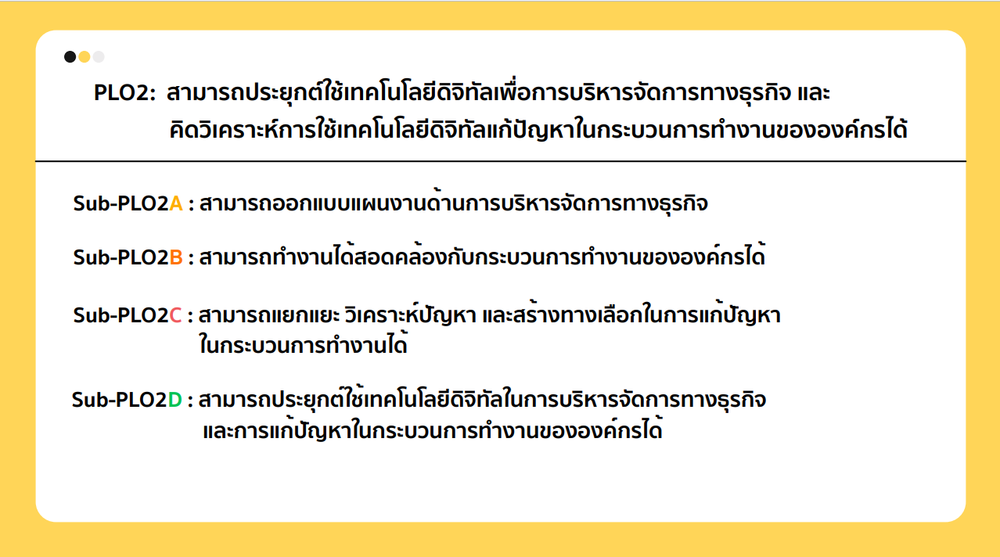 PLO2: สามารถประยุกต์ใช้เทคโนโลยีดิจิทัลเพื่อการบริหารจัดการทางธุรกิจ และ
คิดวิเคราะห์การใช้เทคโนโลยีดิจิทัลแก้ปัญหาในกระบวนการทำงานขององค์กรได้
Sub-PLO2A : สามารถออกแบบแผนงานด้านการบริหารจัดการทางธุรกิจ
Sub-PLO2B : สามารถทำงานได้สอดคล้องกับกระบวนการทำงานขององค์กรได้
Sub-PLO2C : สามารถแยกแยะ วิเคราะห์ปัญหา และสร้างทางเลือกในการแก้ปัญหา
ในกระบวนการทำงานได้
Sub-PLO2D : สามารถประยุกต์ใช้เทคโนโลยีดิจิทัลในการบริหารจัดการทางธุรกิจ
และการแก้ปัญหาในกระบวนการทำงานขององค์กรได้